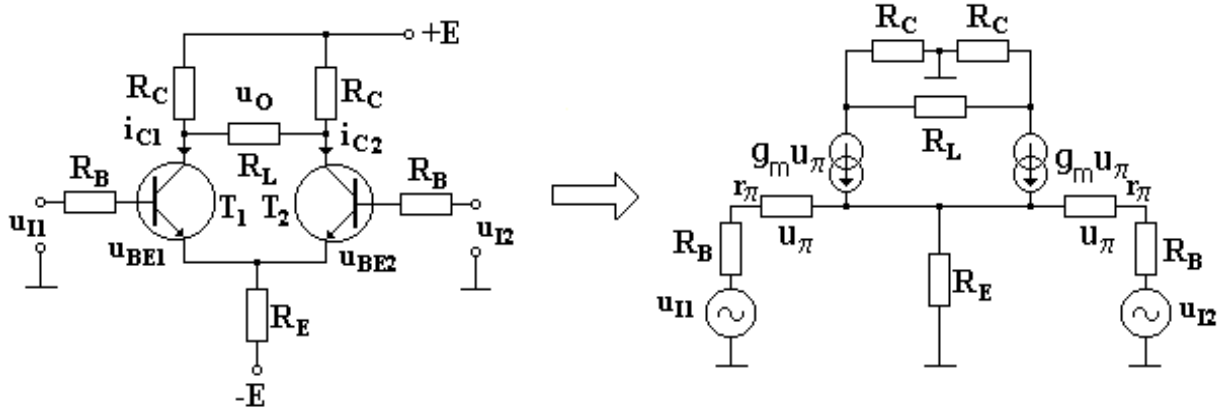 +E
R_C
R_C
u_O
i_C1
i_C2
R_L
R_B
R_B
T_1
T_2
u_I1
u_I2
u_BE1
u_BE2
R_E
-E
R_C
R_C
R_L
g_m u_π
g_m u_π
r_π
r_π
u_π
u_π
R_B
R_B
R_E
u_I1
u_I2